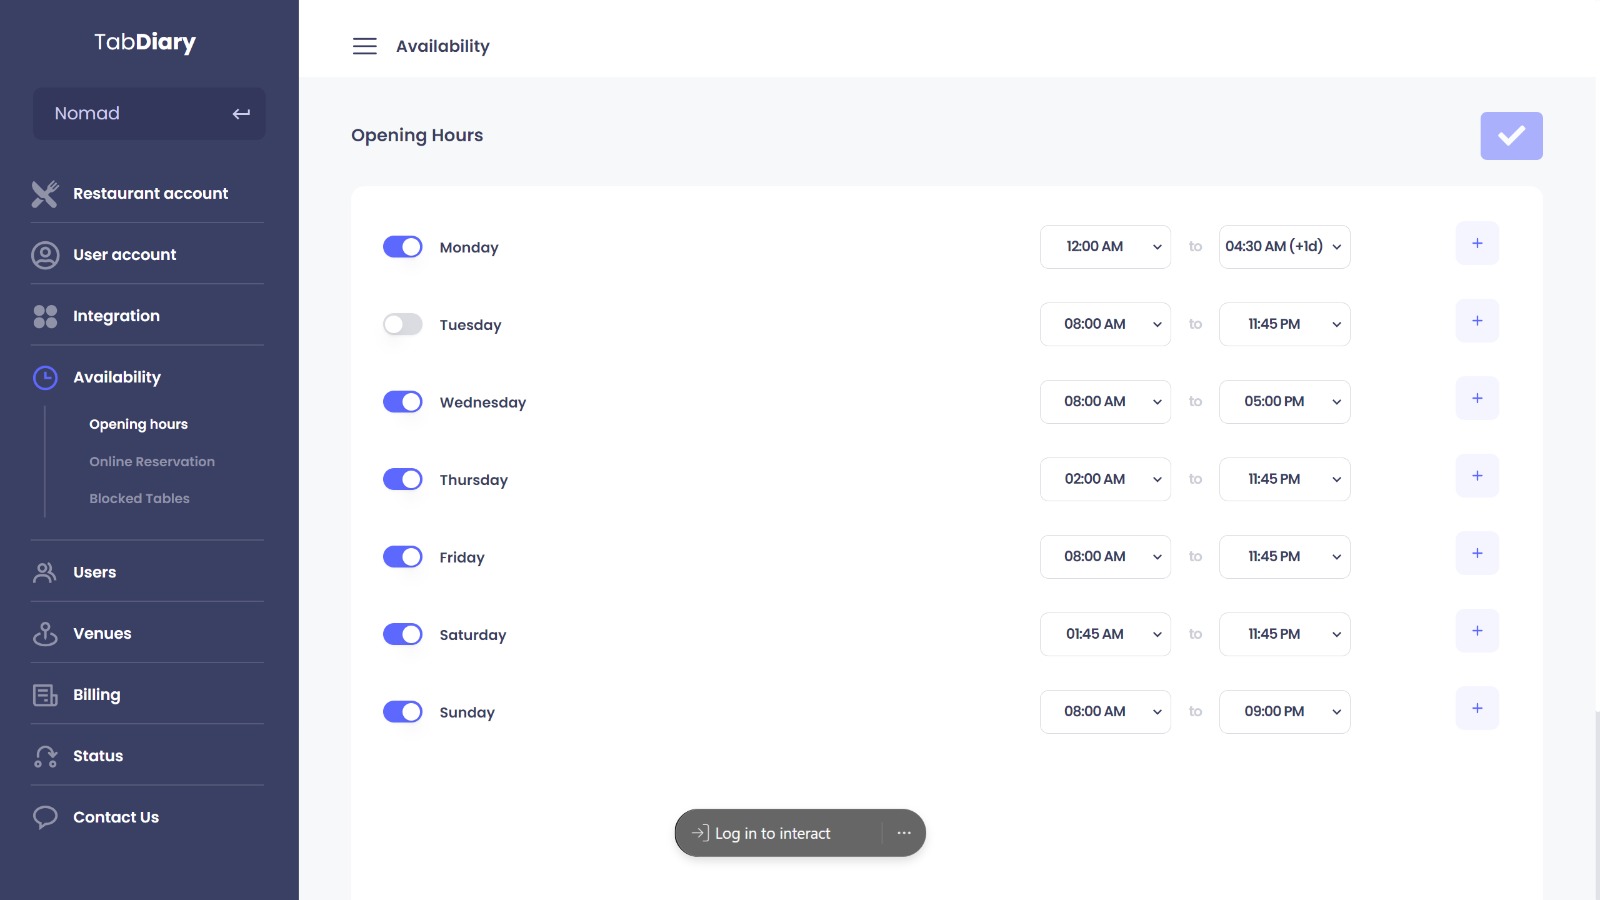 TabDiary
Nomad
Restaurant account
User account
Integration
Availability
Opening hours
Online Reservation
Blocked Tables
Users
Venues
Billing
Status
Contact Us
Availability
Opening Hours
Monday 12:00 AM to 04:30 AM (+1d) +
Tuesday 08:00 AM to 11:45 PM +
Wednesday 08:00 AM to 05:00 PM +
Thursday 02:00 AM to 11:45 PM +
Friday 08:00 AM to 11:45 PM +
Saturday 01:45 AM to 11:45 PM +
Sunday 08:00 AM to 09:00 PM +
Log in to interact ...